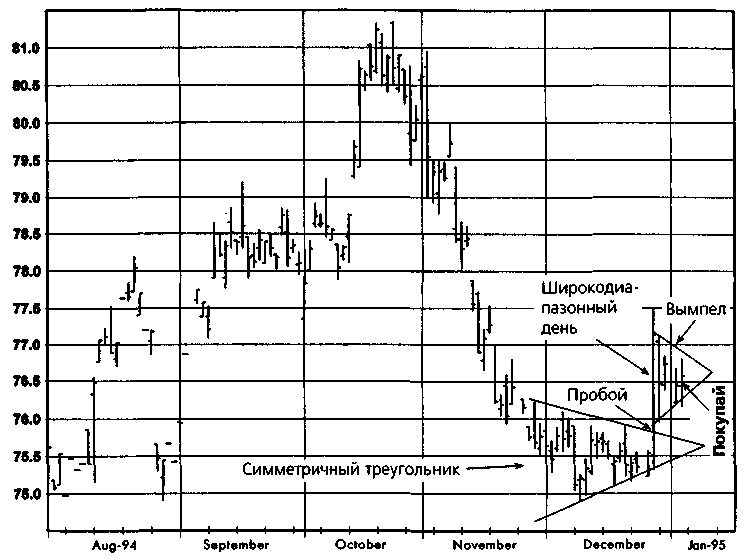 81.0
80.5
80.0
79.5
79.0
78.5
78.0
77.5
77.0
76.5
76.0
75.5
75.0
Широкодиа-
пазонный
день
Вымпел
Пробой
Покупай
Симметричный треугольник
Aug-94 September October November December Jan-95